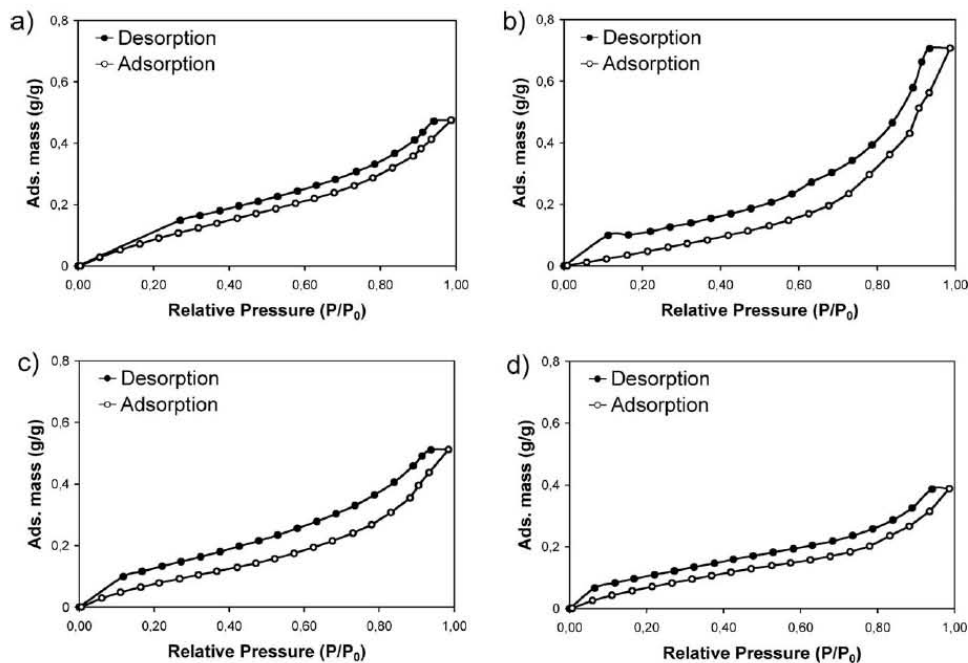 a)
0,8
Desorption
Adsorption
0,6
Ads. mass (g/g)
0,4
0,2
0
0,00 0,20 0,40 0,60 0,80 1,00
Relative Pressure (P/P₀)
b)
0,8
Desorption
Adsorption
0,6
Ads. mass (g/g)
0,4
0,2
0
0,00 0,20 0,40 0,60 0,80 1,00
Relative Pressure (P/P₀)
c)
0,8
Desorption
Adsorption
0,6
Ads. mass (g/g)
0,4
0,2
0
0,00 0,20 0,40 0,60 0,80 1,00
Relative Pressure (P/P₀)
d)
0,8
Desorption
Adsorption
0,6
Ads. mass (g/g)
0,4
0,2
0
0,00 0,20 0,40 0,60 0,80 1,00
Relative Pressure (P/P₀)